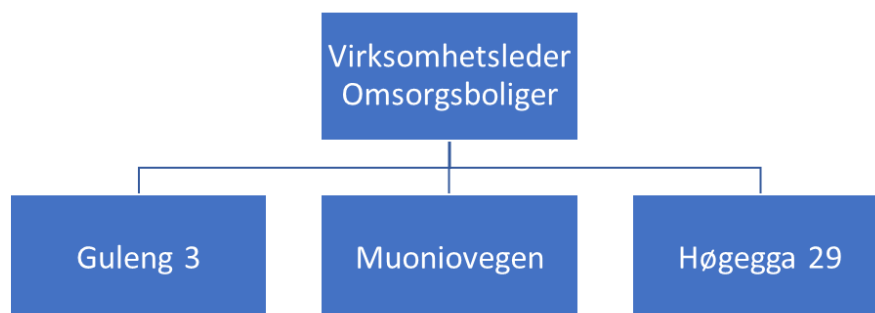 Virksomhetsleder
Omsorgsboliger
Guleng 3
Muoniovegen
Høgegga 29